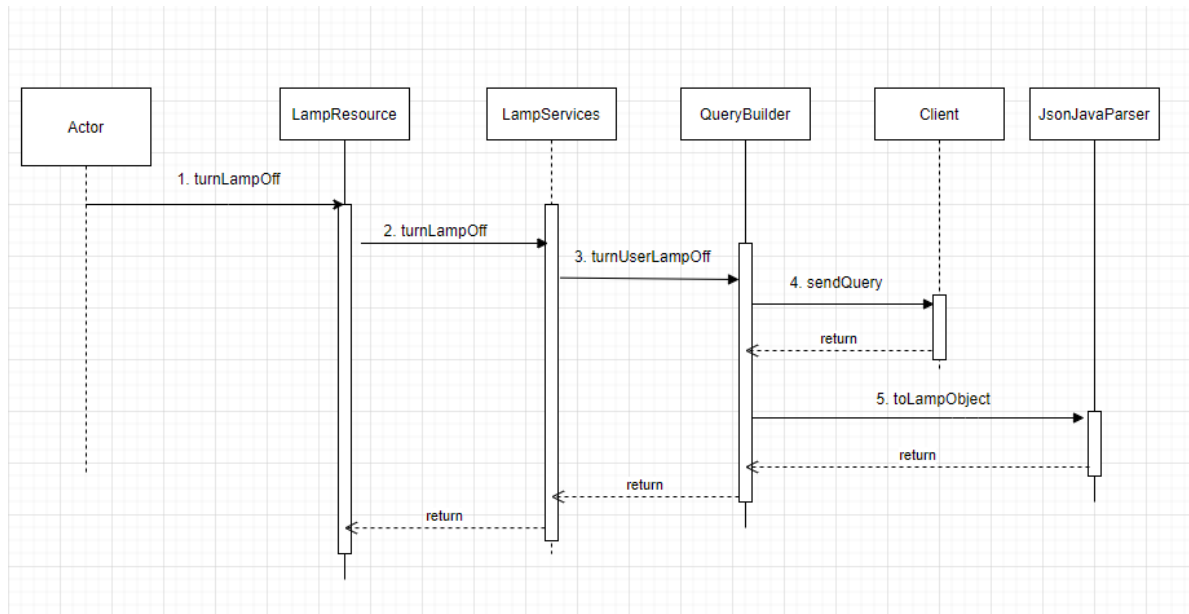 Actor
LampResource
LampServices
QueryBuilder
Client
JsonJavaParser
1. turnLampOff
2. turnLampOff
3. turnUserLampOff
4. sendQuery
return
5. toLampObject
return
return
return